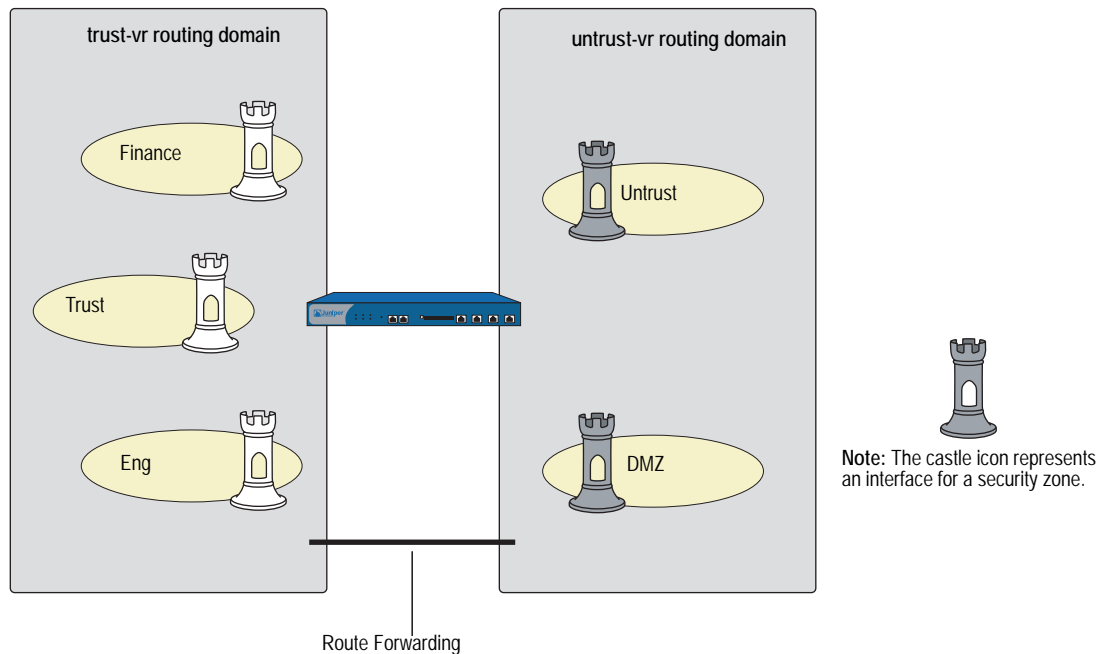 trust-vr routing domain
untrust-vr routing domain
Finance
Untrust
Trust
Juniper
Eng
DMZ
Note: The castle icon represents
an interface for a security zone.
Route Forwarding